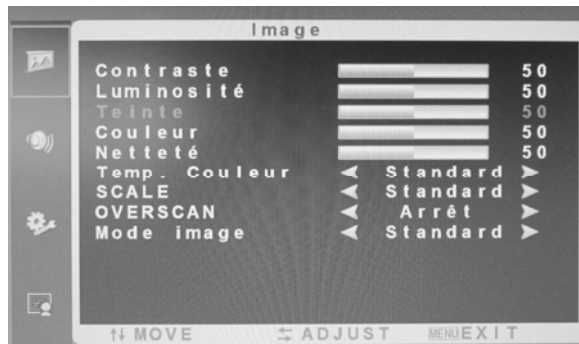 Image
Contraste 50
Luminosité 50
Teinte 50
Couleur 50
Netteté 50
Temp. Couleur Standard
SCALE Standard
OVERSCAN Arrêt
Mode image Standard
MOVE ADJUST MENU EXIT